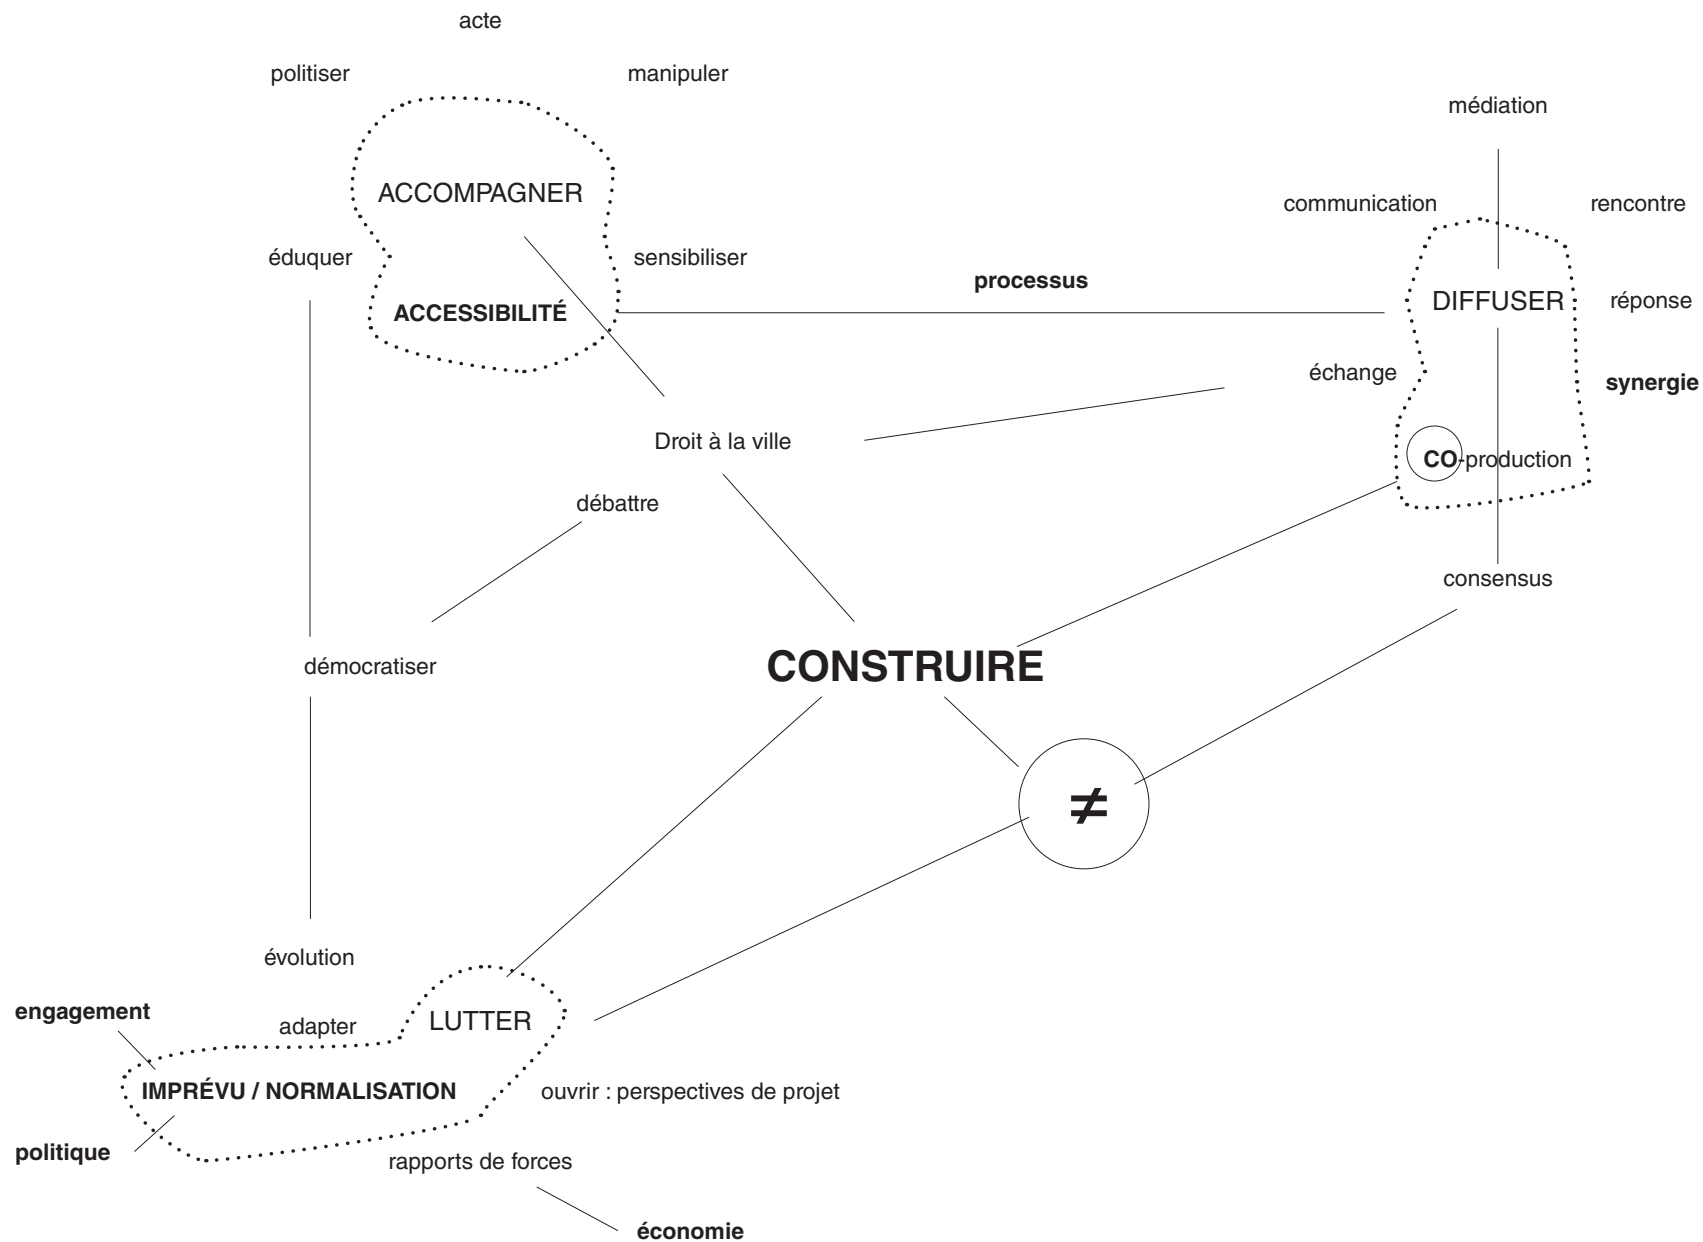 acte
politiser
manipuler
médiation
ACCOMPAGNER
communication
rencontre
éduquer
sensibiliser
processus
ACCESSIBILITÉ
DIFFUSER
réponse
échange
synergie
Droit à la ville
CO-production
débattre
consensus
démocratiser
CONSTRUIRE
≠
évolution
engagement
adapter
LUTTER
IMPRÉVU / NORMALISATION
ouvrir : perspectives de projet
politique
rapports de forces
économie